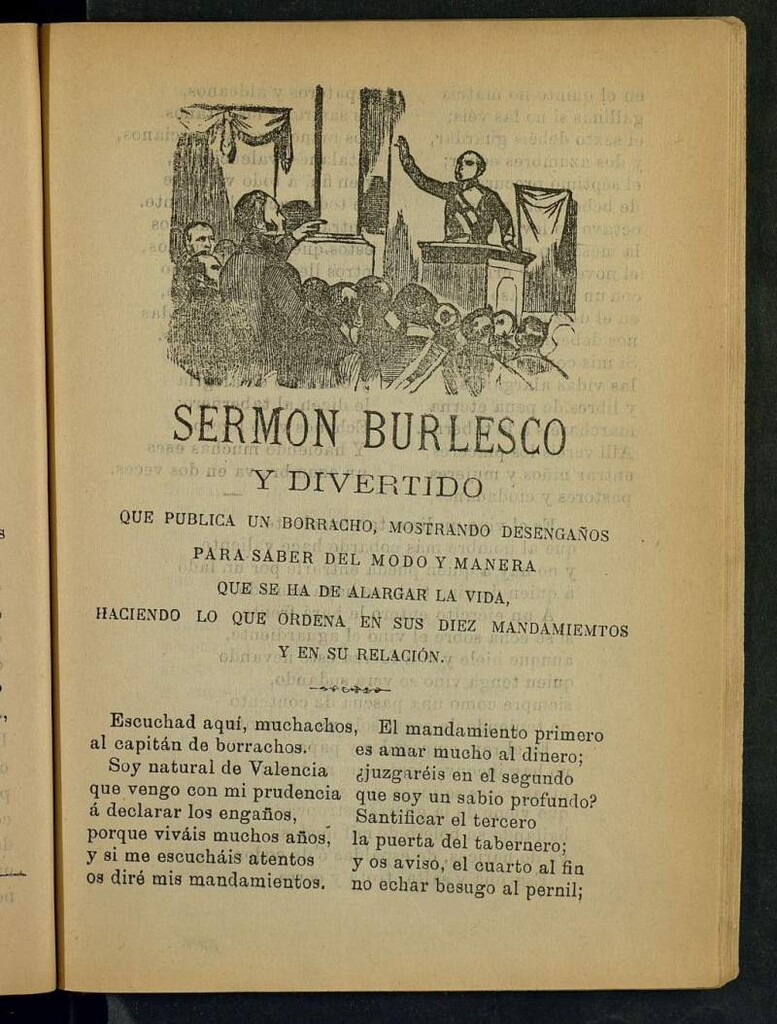 SERMON BURLESCO
Y DIVERTIDO
QUE PUBLICA UN BORRACHO, MOSTRANDO DESENGAÑOS
PARA SABER DEL MODO Y MANERA
QUE SE HA DE ALARGAR LA VIDA,
HACIENDO LO QUE ORDENA EN SUS DIEZ MANDAMIEMTOS
Y EN SU RELACIÓN.
Escuchad aquí, muchachos,
al capitán de borrachos.
Soy natural de Valencia
que vengo con mi prudencia
á declarar los engaños,
porque viváis muchos años,
y si me escucháis atentos
os diré mis mandamientos.
El mandamiento primero
es amar mucho al dinero;
¿juzgaréis en el segundo
que soy un sabio profundo?
Santificar el tercero
la puerta del tabernero;
y os aviso, el cuarto al fin
no echar besugo al pernil;